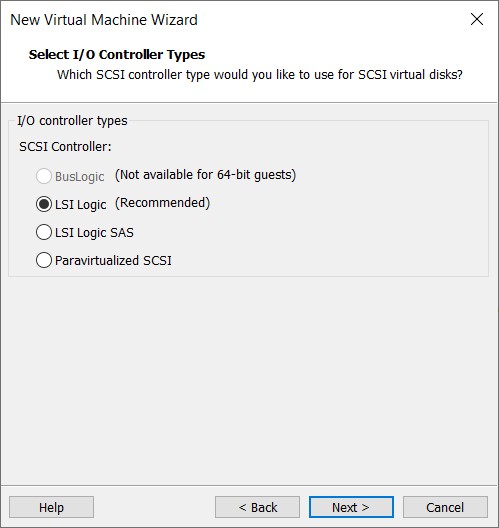 New Virtual Machine Wizard
Select I/O Controller Types
Which SCSI controller type would you like to use for SCSI virtual disks?
I/O controller types
SCSI Controller:
BusLogic (Not available for 64-bit guests)
LSI Logic (Recommended)
LSI Logic SAS
Paravirtualized SCSI
Help < Back Next > Cancel